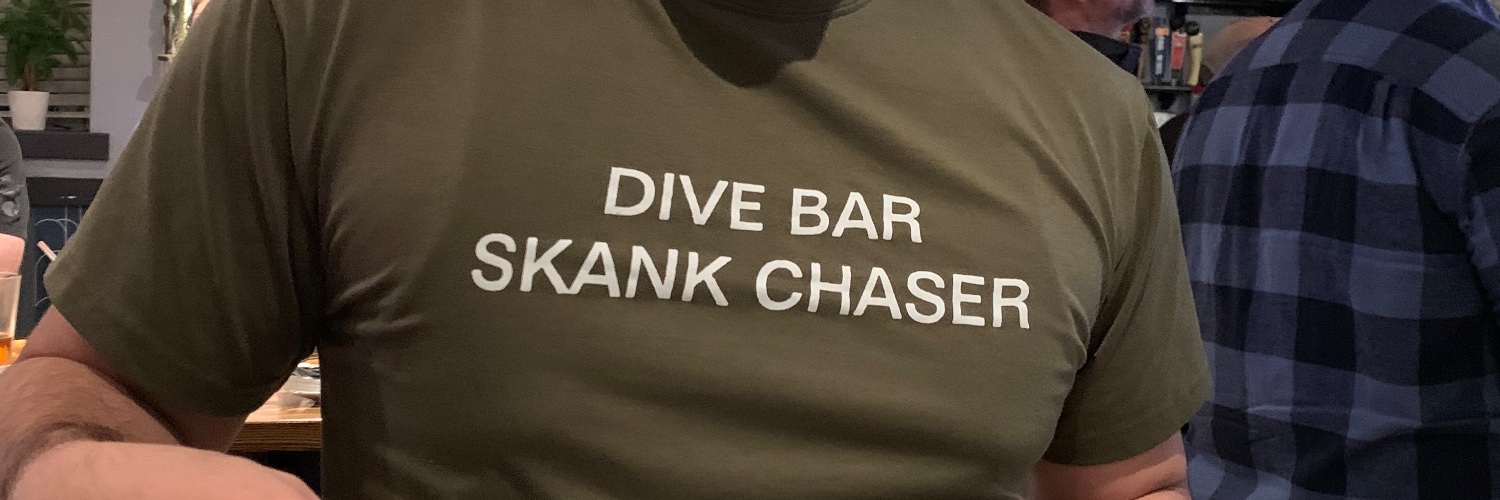 DIVE BAR
SKANK CHASER